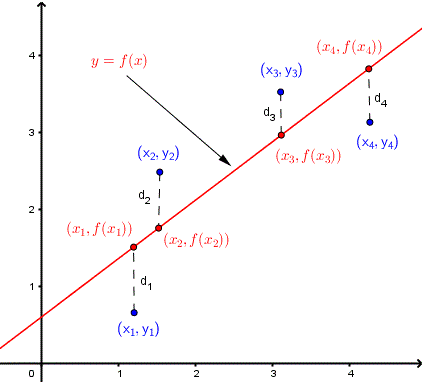 (x₄, f(x₄))
4
y = f(x)
(x₃, y₃)
d₃
d₄
3
(x₄, y₄)
(x₂, y₂)
(x₃, f(x₃))
d₂
2
(x₁, f(x₁))
(x₂, f(x₂))
d₁
1
(x₁, y₁)
0
1
2
3
4